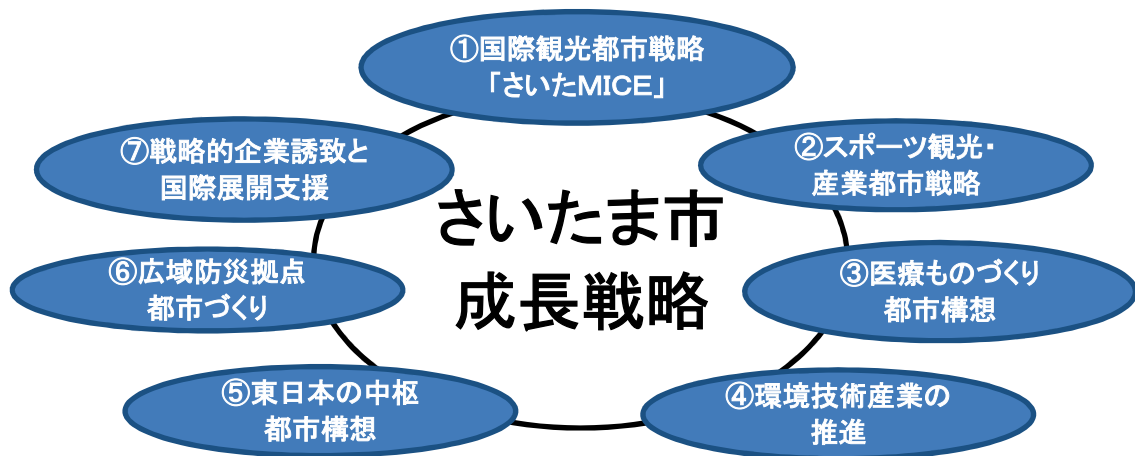 ①国際観光都市戦略
「さいたMICE」
②スポーツ観光・
産業都市戦略
③医療ものづくり
都市構想
④環境技術産業の
推進
⑤東日本の中枢
都市構想
⑥広域防災拠点
都市づくり
⑦戦略的企業誘致と
国際展開支援
さいたま市
成長戦略